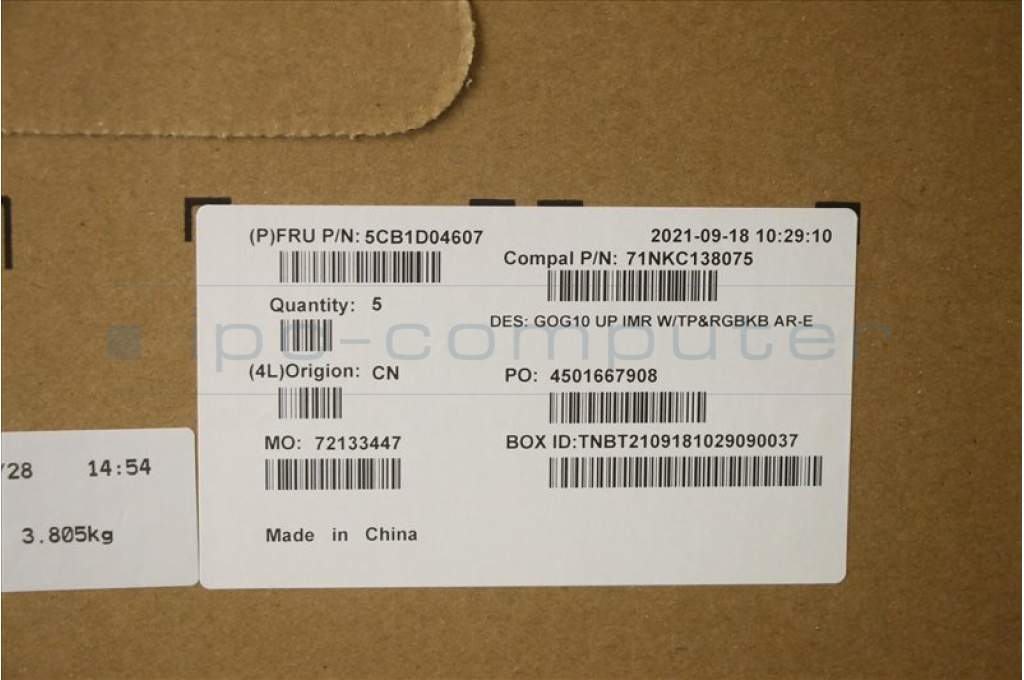 (P)FRU P/N: 5CB1D04607
2021-09-18 10:29:10
Compal P/N: 71NKC138075
Quantity: 5
DES: GOG10 UP IMR W/TP&RGBKB AR-E
ipc-computer
(4L)Origion: CN
PO: 4501667908
MO: 72133447
BOX ID:TNBT2109181029090037
Made in China
/28 14:54
3.805kg